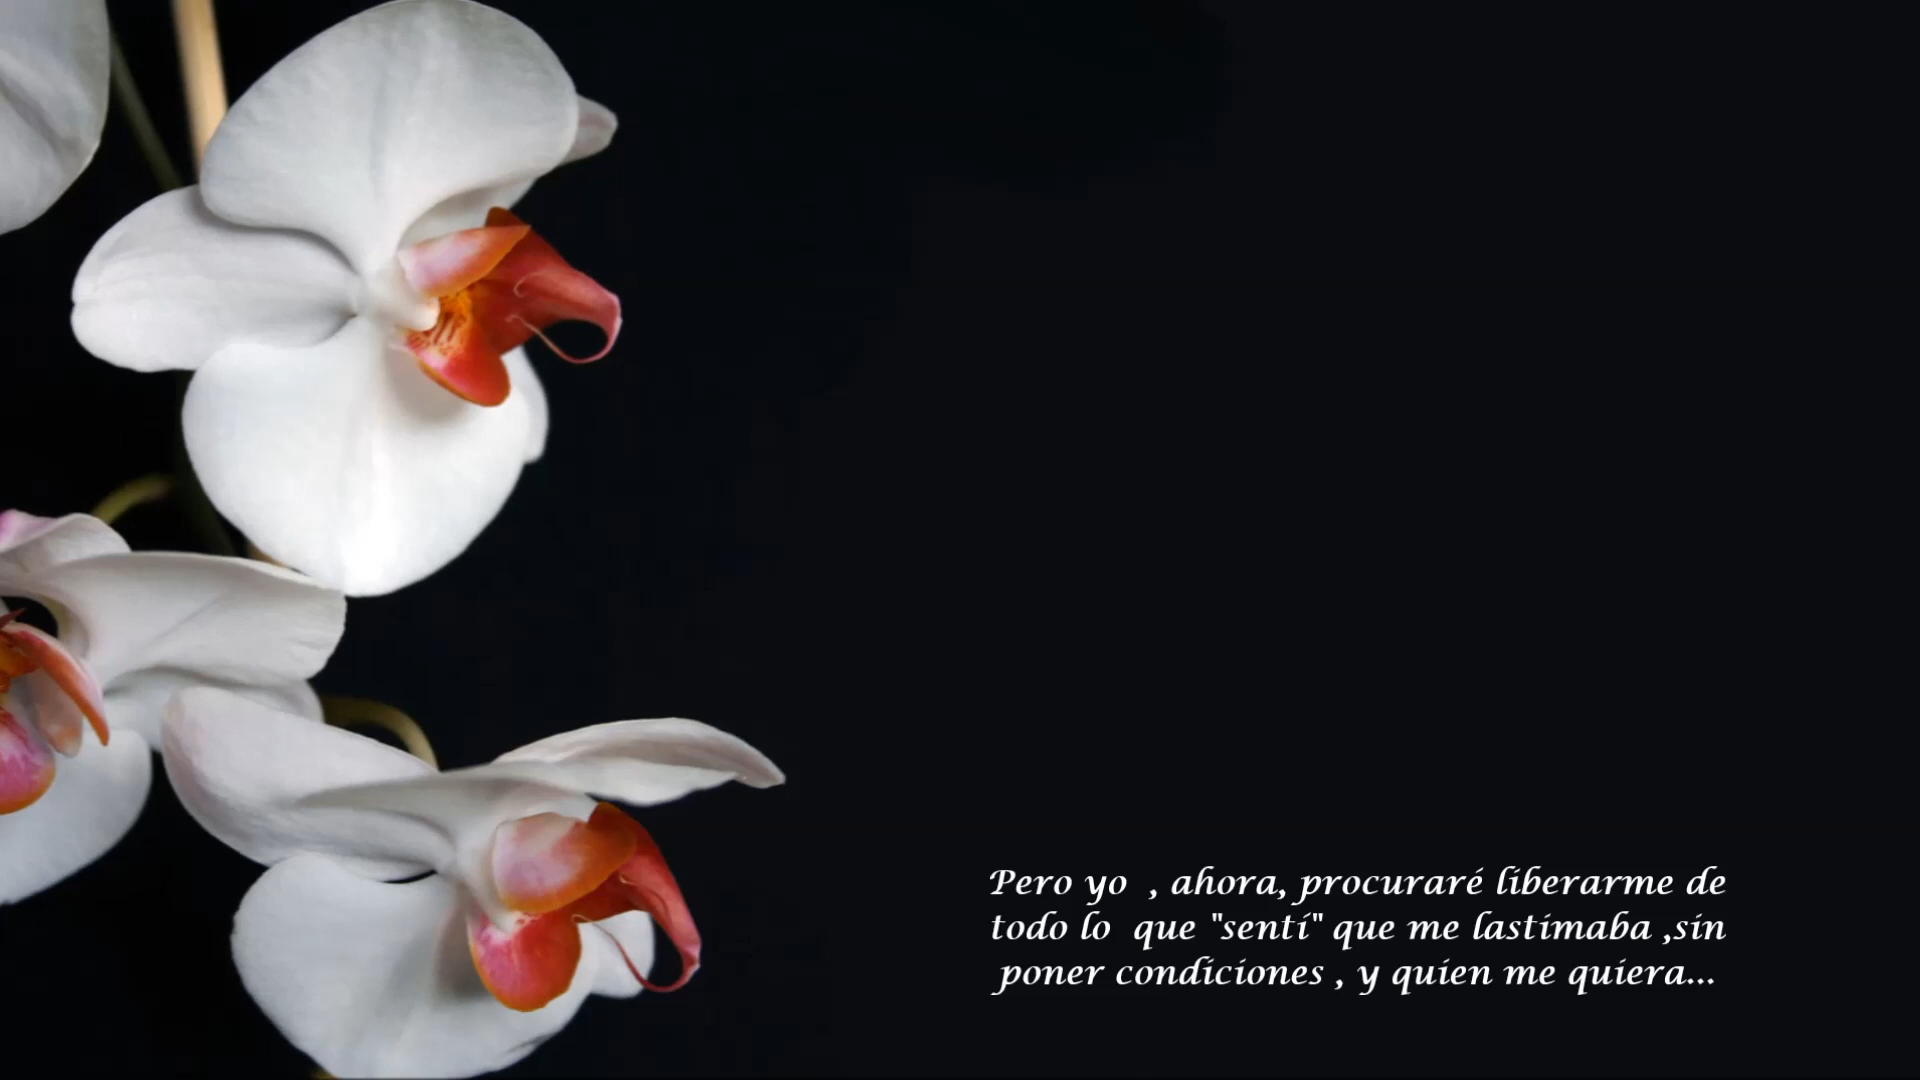 Pero yo  , ahora, procuraré liberarme de
todo lo  que "sentí" que me lastimaba ,sin
poner condiciones , y quien me quiera...